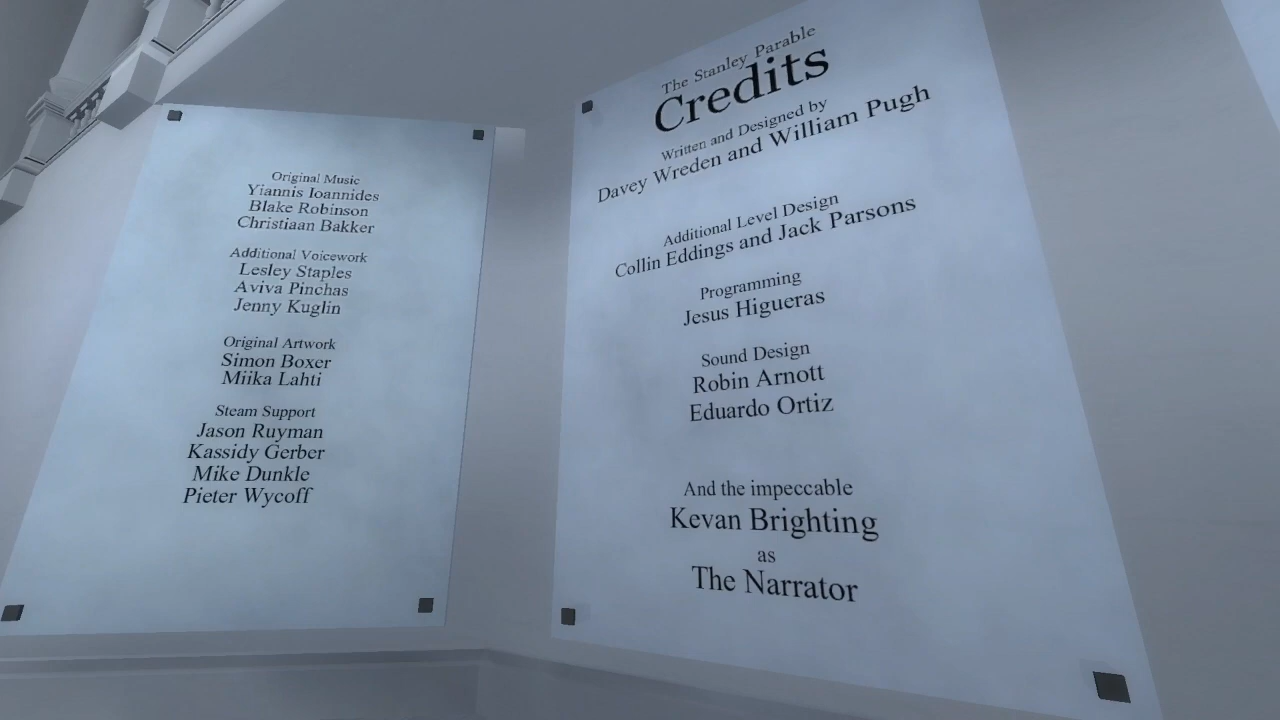 Original Music
Yiannis Ioannides
Blake Robinson
Christiaan Bakker
Additional Voicework
Lesley Staples
Aviva Pinchas
Jenny Kuglin
Original Artwork
Simon Boxer
Miika Lahti
Steam Support
Jason Ruyman
Kassidy Gerber
Mike Dunkle
Pieter Wycoff
The Stanley Parable
Credits
Written and Designed by
Davey Wreden and William Pugh
Additional Level Design
Collin Eddings and Jack Parsons
Programming
Jesus Higueras
Sound Design
Robin Arnott
Eduardo Ortiz
And the impeccable
Kevan Brighting
as
The Narrator